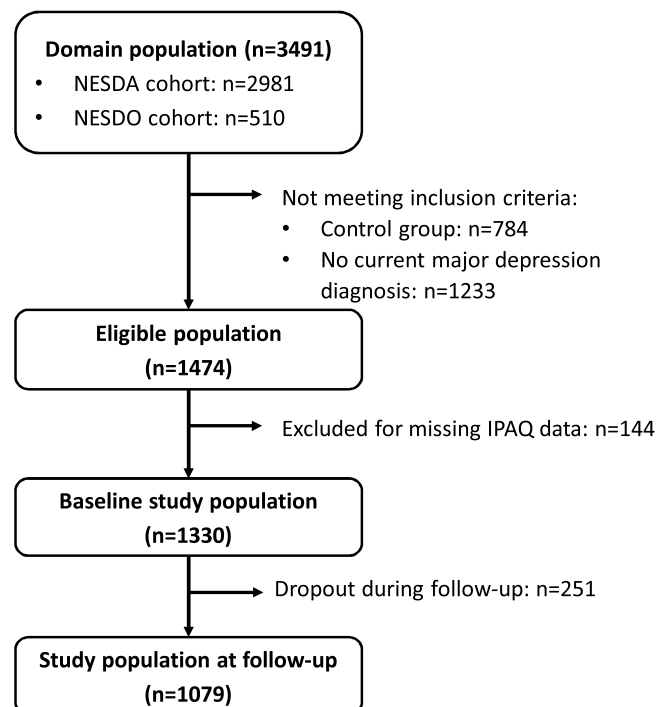 Domain population (n=3491)
• NESDA cohort: n=2981
• NESDO cohort: n=510
Not meeting inclusion criteria:
• Control group: n=784
• No current major depression
diagnosis: n=1233
Eligible population
(n=1474)
Excluded for missing IPAQ data: n=144
Baseline study population
(n=1330)
Dropout during follow-up: n=251
Study population at follow-up
(n=1079)